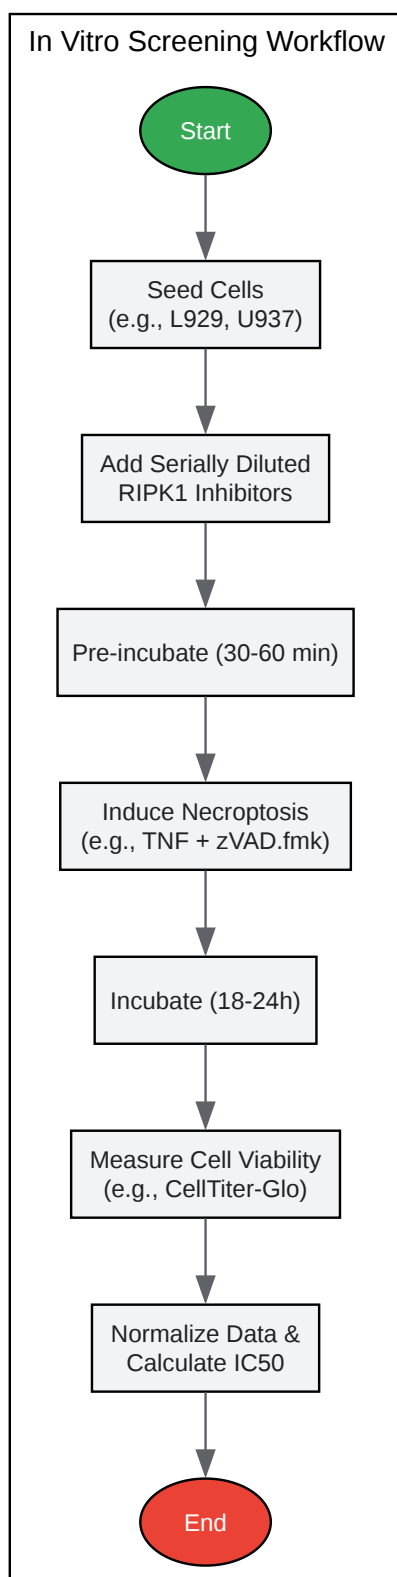 In Vitro Screening Workflow
Start
Seed Cells
(e.g., L929, U937)
Add Serially Diluted
RIPK1 Inhibitors
Pre-incubate (30-60 min)
Induce Necroptosis
(e.g., TNF + zVAD.fmk)
Incubate (18-24h)
Measure Cell Viability
(e.g., CellTiter-Glo)
Normalize Data &
Calculate IC50
End